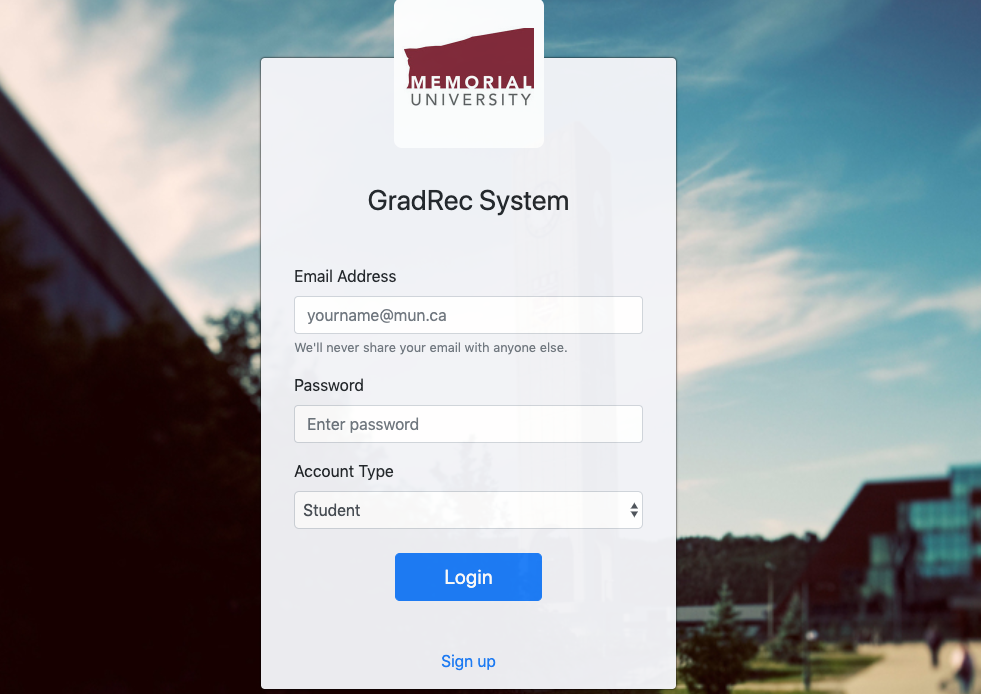 MEMORIAL
UNIVERSITY
GradRec System
Email Address
yourname@mun.ca
We'll never share your email with anyone else.
Password
Enter password
Account Type
Student
Login
Sign up